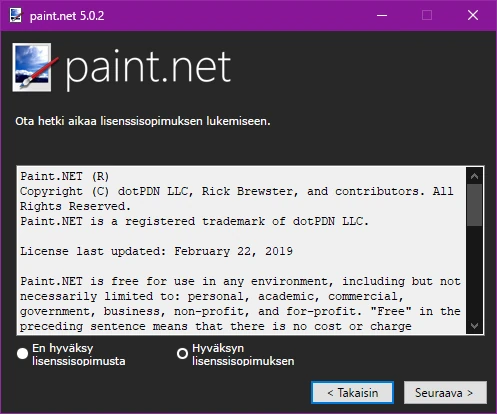 paint.net 5.0.2
paint.net
Ota hetki aikaa lisenssisopimuksen lukemiseen.
Paint.NET (R)
Copyright (C) dotPDN LLC, Rick Brewster, and contributors. All
Rights Reserved.
Paint.NET is a registered trademark of dotPDN LLC.
License last updated: February 22, 2019
Paint.NET is free for use in any environment, including but not
necessarily limited to: personal, academic, commercial,
government, business, non-profit, and for-profit. "Free" in the
preceding sentence means that there is no cost or charge
En hyväksy
lisenssisopimusta
Hyväksyn
lisenssisopimuksen
< Takaisin
Seuraava >